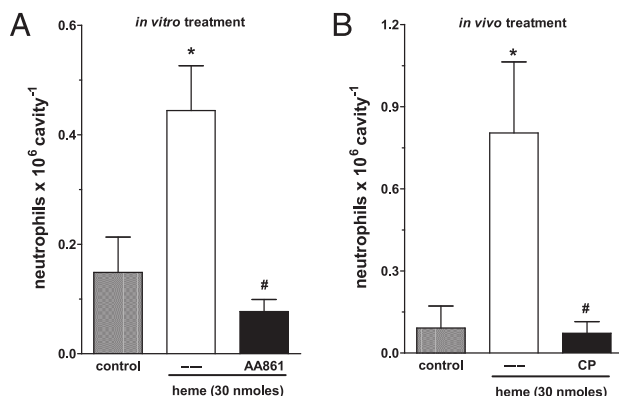 A
in vitro treatment
neutrophils x 10⁶ cavity⁻¹
0.6
0.4
0.2
0.0
*
#
control
−−
AA861
heme (30 nmoles)
B
in vivo treatment
neutrophils x 10⁶ cavity⁻¹
1.2
0.9
0.6
0.3
0.0
*
#
control
−−
CP
heme (30 nmoles)